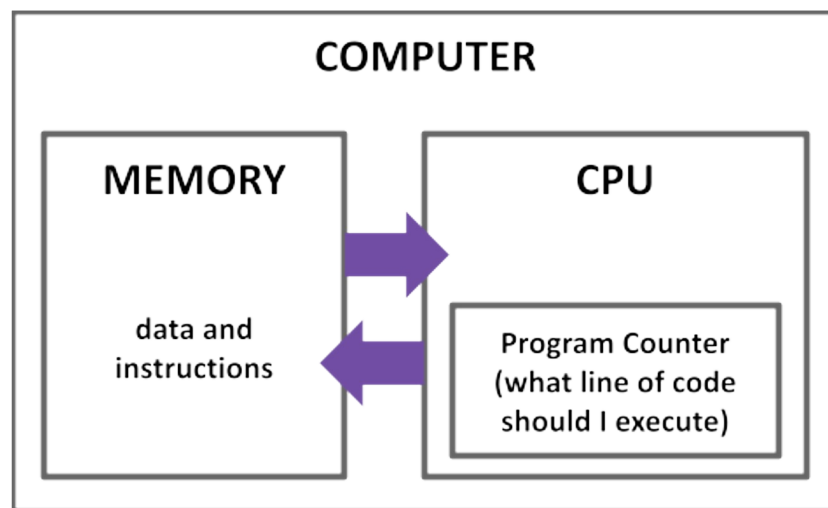 COMPUTER
MEMORY
data and
instructions
CPU
Program Counter
(what line of code
should I execute)